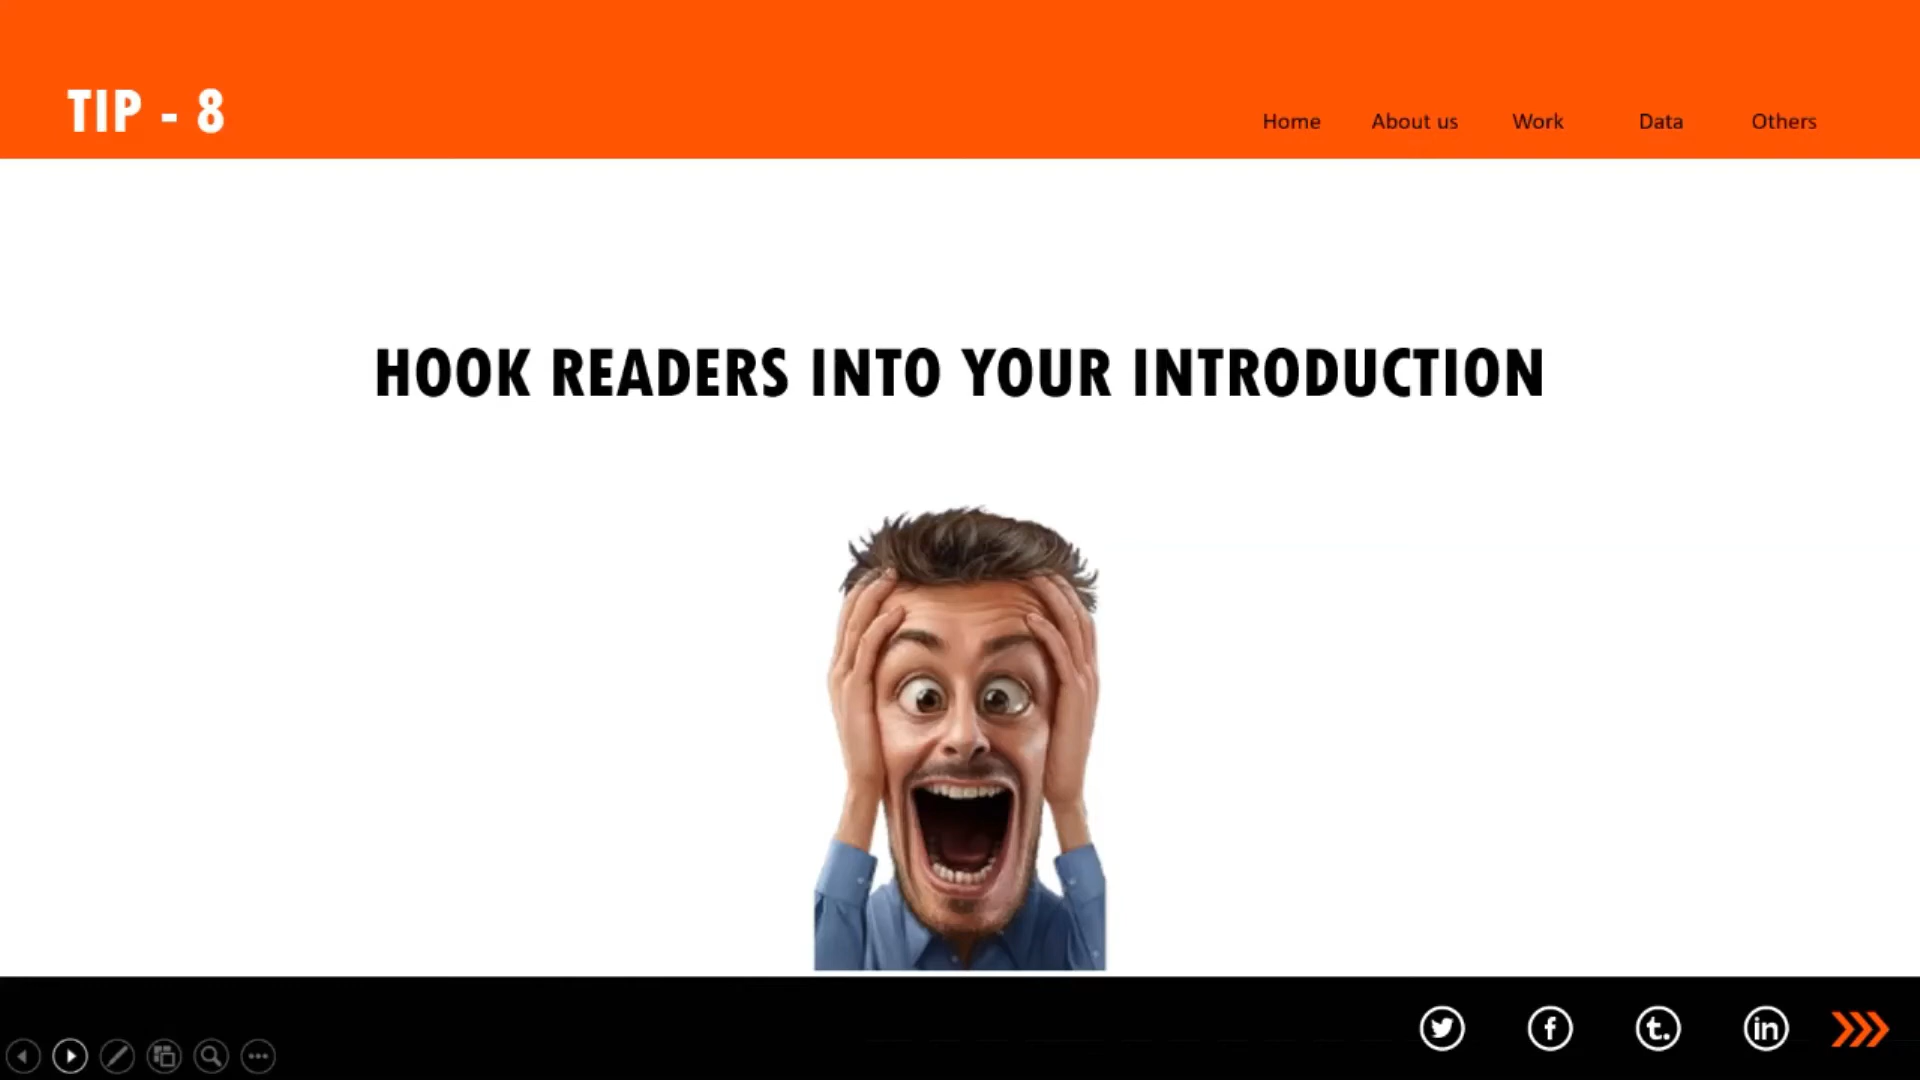 TIP - 8
Home About us Work Data Others
HOOK READERS INTO YOUR INTRODUCTION